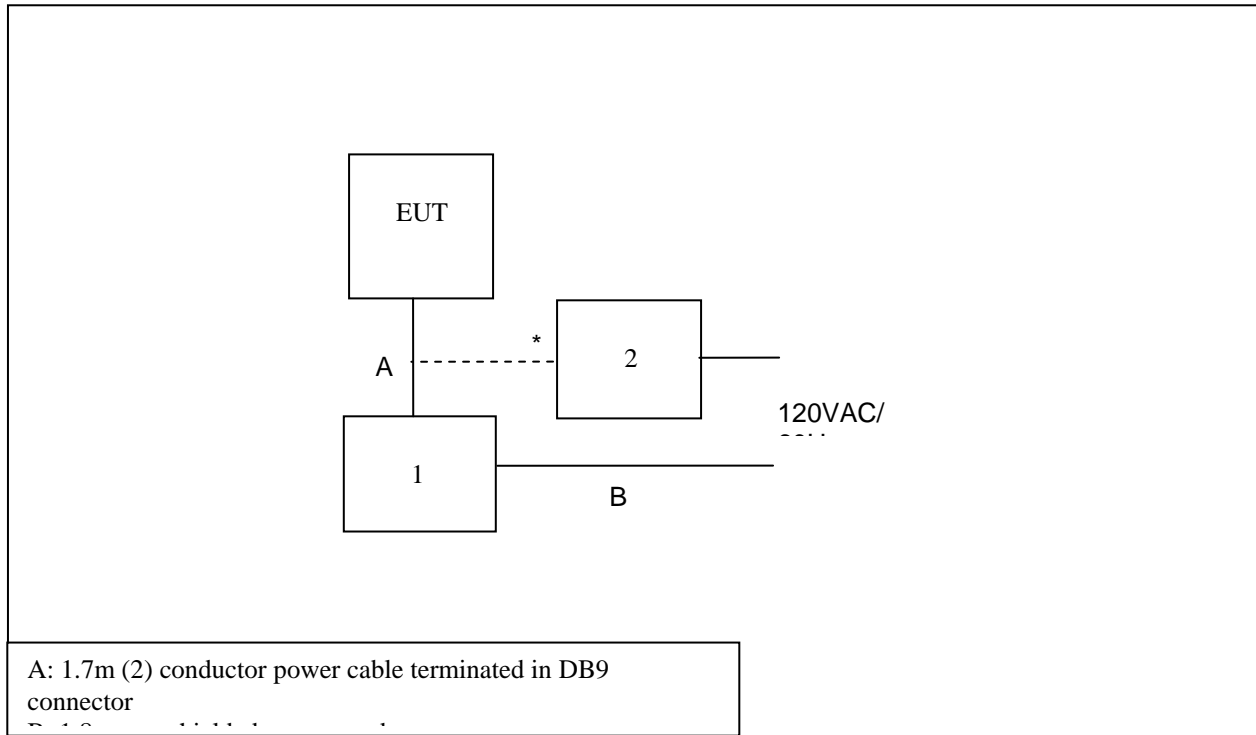 EUT
*
A
2
120VAC/
1
B
A: 1.7m (2) conductor power cable terminated in DB9
connector